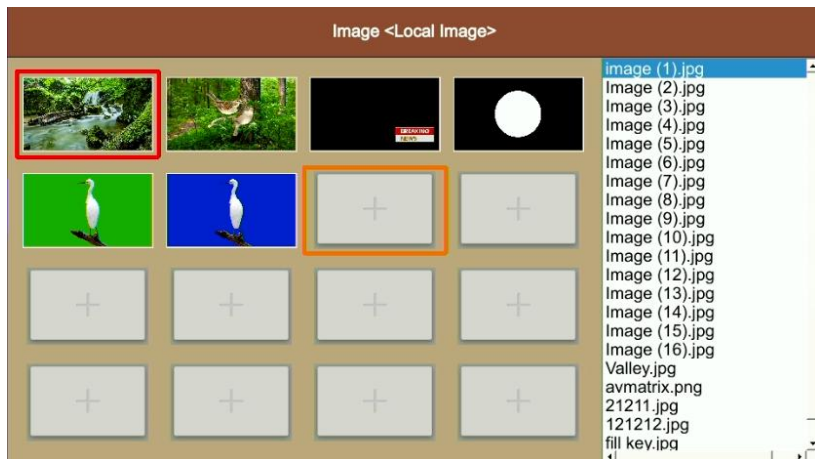 Image <Local Image>
BREAKING
NEWS
image (1).jpg
Image (2).jpg
Image (3).jpg
Image (4).jpg
Image (5).jpg
Image (6).jpg
Image (7).jpg
Image (8).jpg
Image (9).jpg
Image (10).jpg
Image (11).jpg
Image (12).jpg
Image (13).jpg
Image (14).jpg
Image (15).jpg
Image (16).jpg
Valley.jpg
avmatrix.png
21211.jpg
121212.jpg
fill key.jpg